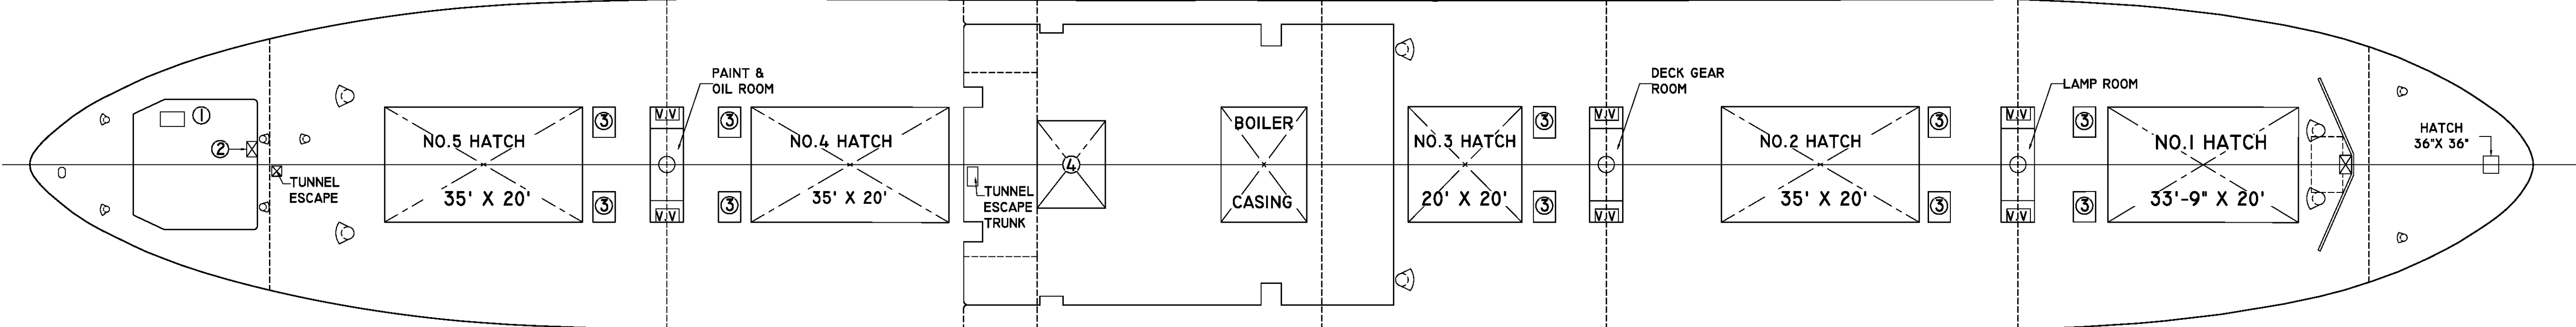 ①
②
TUNNEL
ESCAPE
NO.5 HATCH
35' X 20'
③
③
V.V
V.V
PAINT &
OIL ROOM
③
③
NO.4 HATCH
35' X 20'
TUNNEL
ESCAPE
TRUNK
④
BOILER
CASING
NO.3 HATCH
20' X 20'
③
③
V.V
V.V
DECK GEAR
ROOM
NO.2 HATCH
35' X 20'
③
③
V.V
V.V
LAMP ROOM
③
③
NO.1 HATCH
33'-9" X 20'
HATCH
36"X 36"